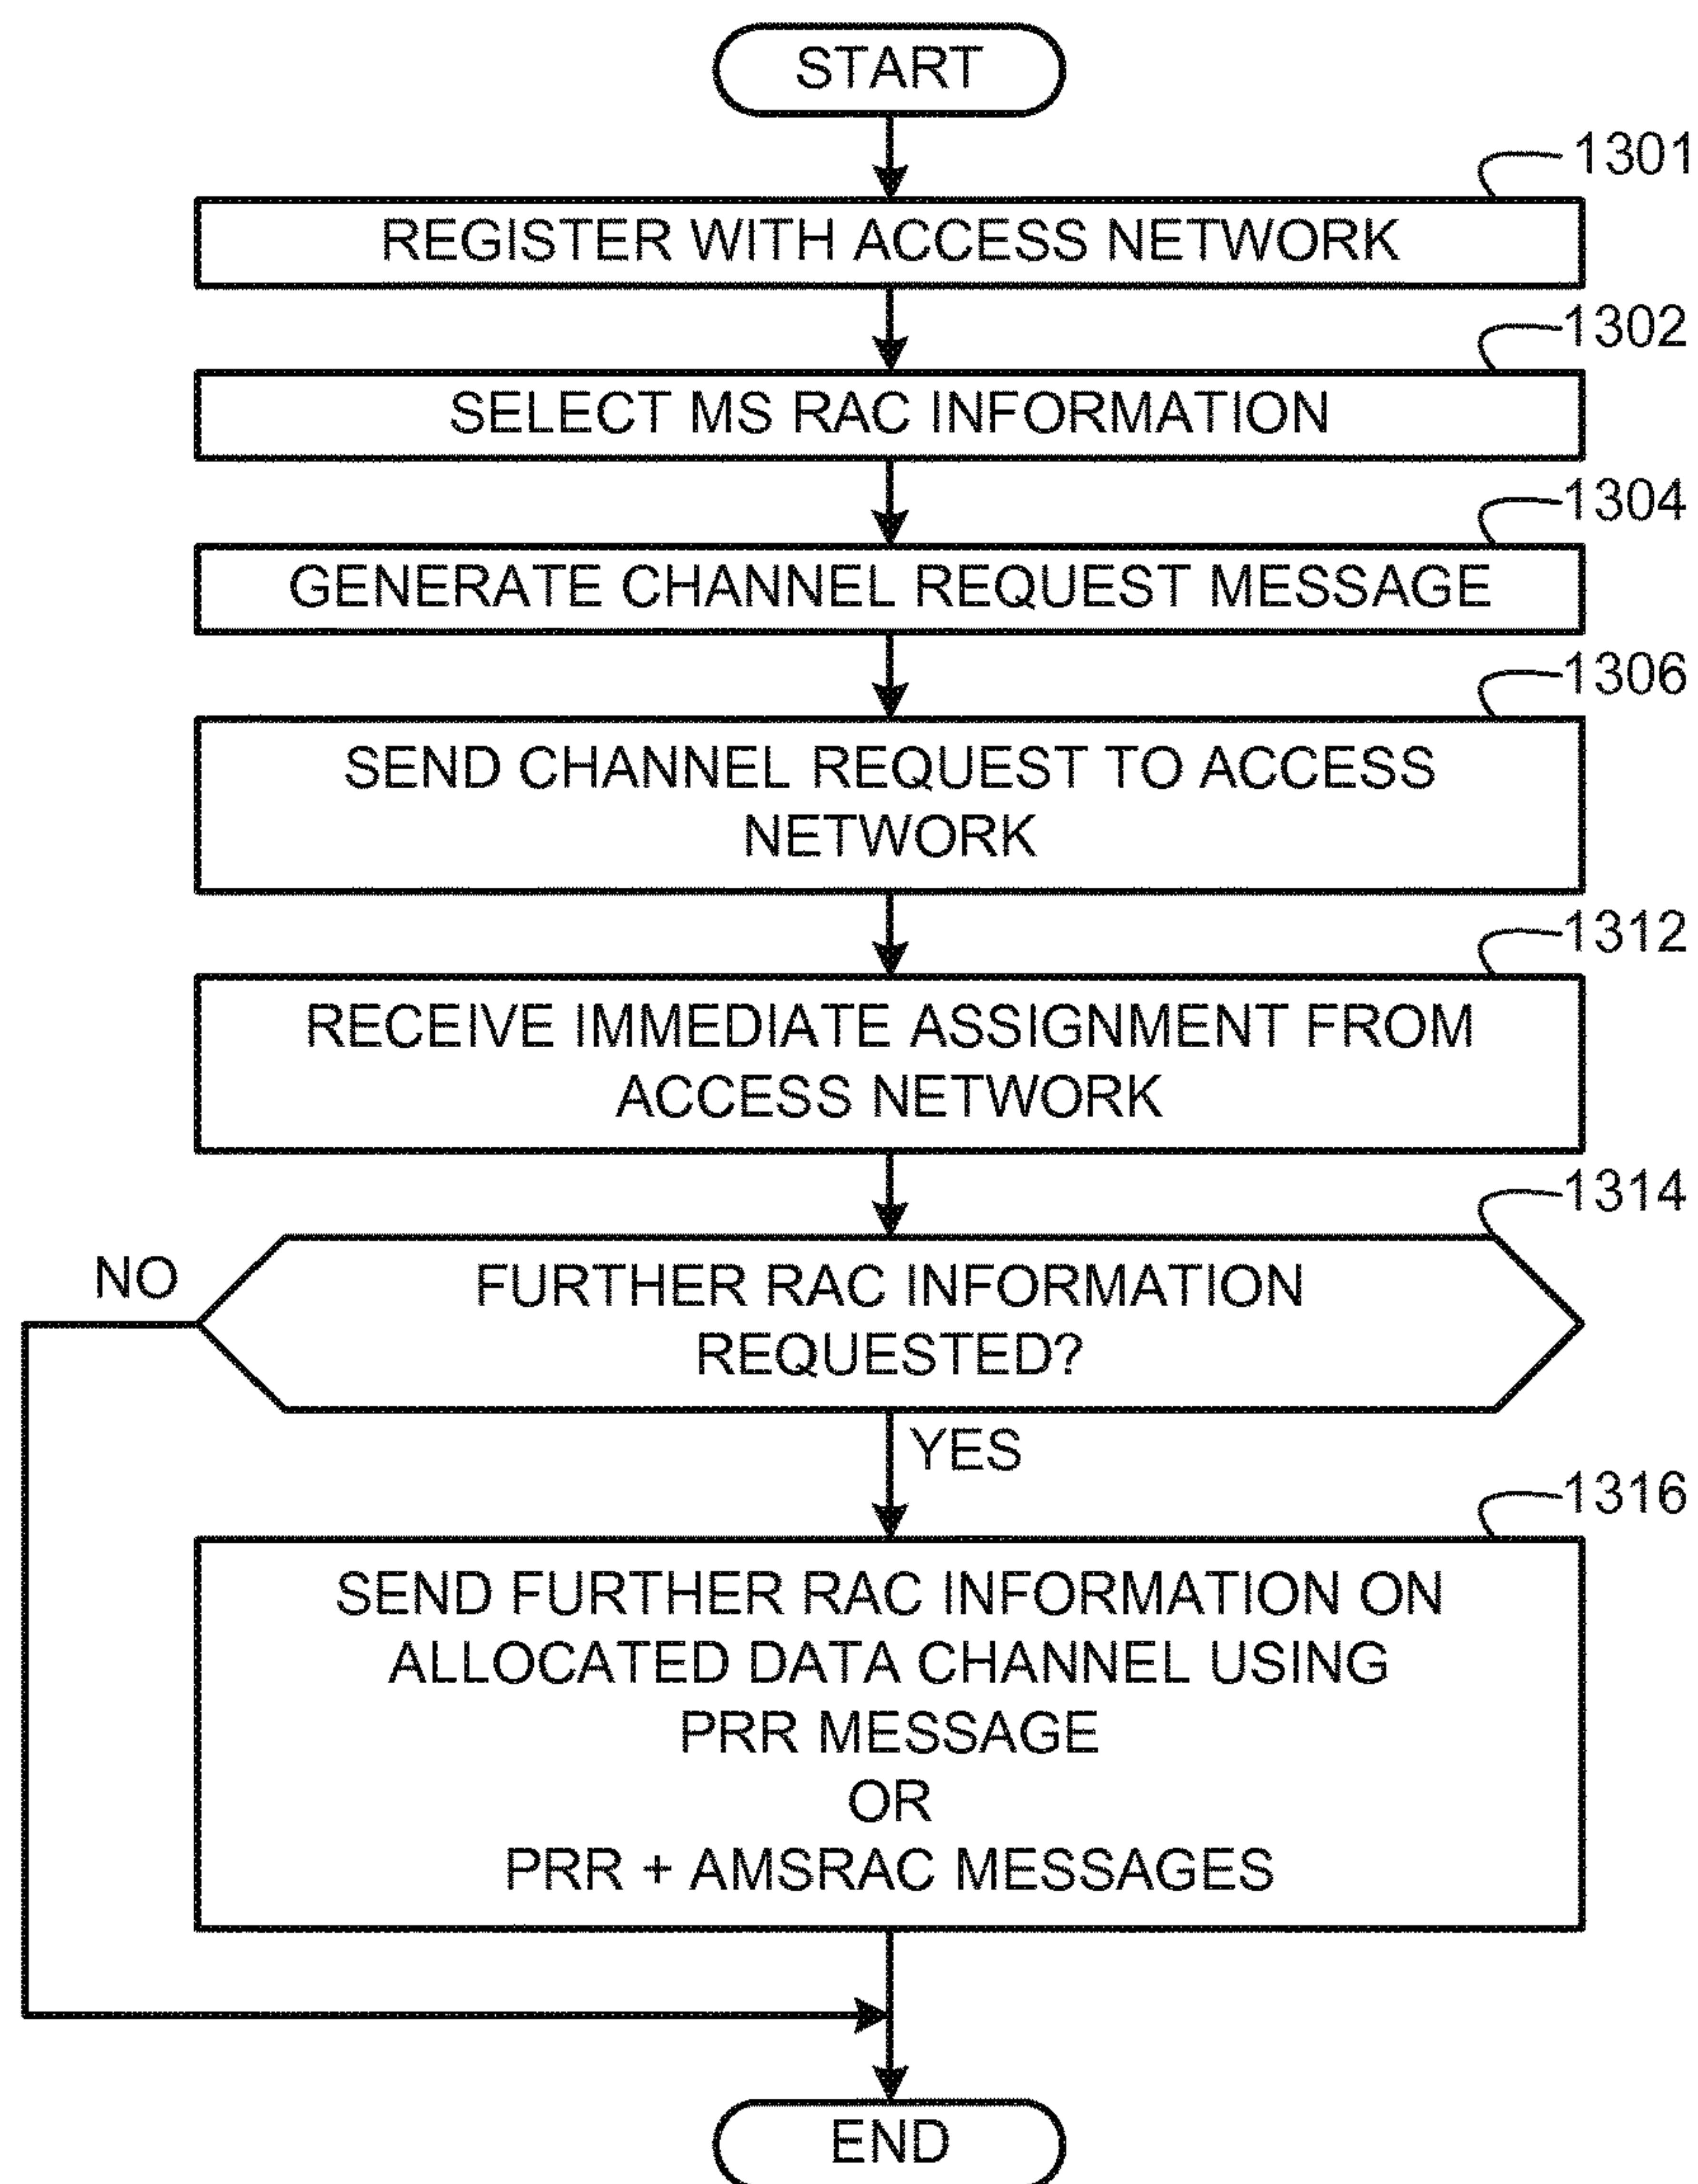 START
1301
REGISTER WITH ACCESS NETWORK
1302
SELECT MS RAC INFORMATION
1304
GENERATE CHANNEL REQUEST MESSAGE
1306
SEND CHANNEL REQUEST TO ACCESS
NETWORK
1312
RECEIVE IMMEDIATE ASSIGNMENT FROM
ACCESS NETWORK
1314
NO
FURTHER RAC INFORMATION
REQUESTED?
YES
1316
SEND FURTHER RAC INFORMATION ON
ALLOCATED DATA CHANNEL USING
PRR MESSAGE
OR
PRR + AMSRAC MESSAGES
END